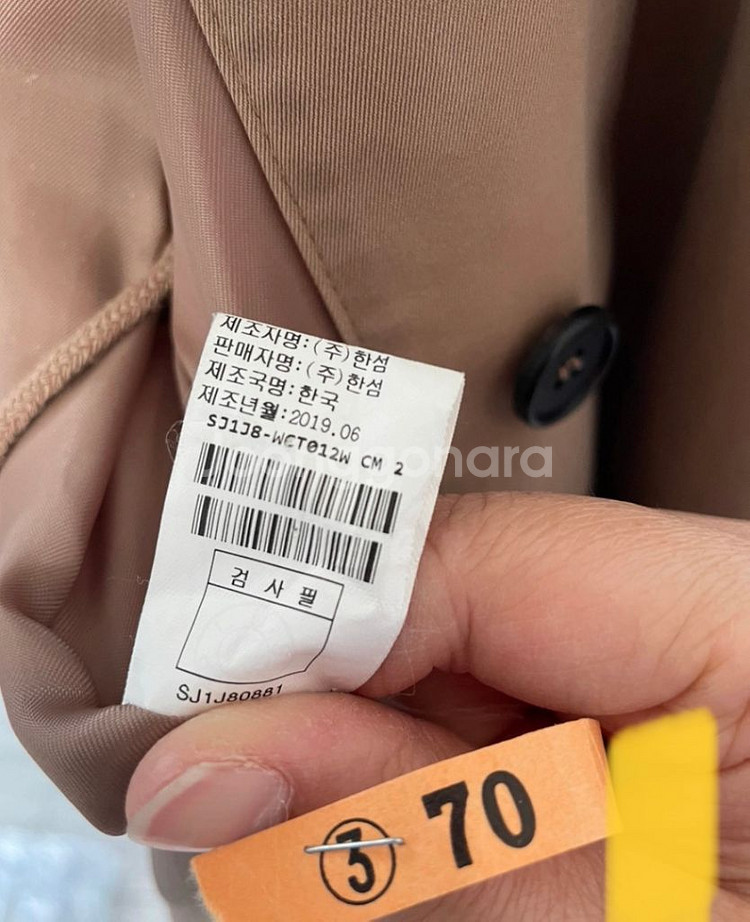 제조자명:(주)한섬
판매자명:(주)한섬
제조국명:한국
제조년월:2019.06
SJ1J8-WCT012W CM 2
Joonggonara
검 사 필
SJ1J80881
③ 70